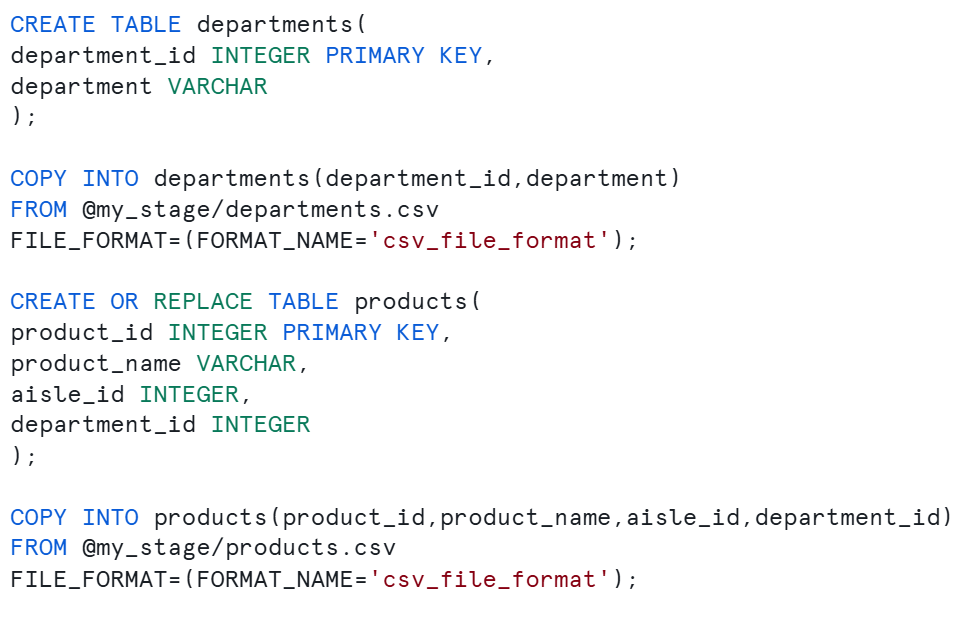 CREATE TABLE departments(
department_id INTEGER PRIMARY KEY,
department VARCHAR
);
COPY INTO departments(department_id,department)
FROM @my_stage/departments.csv
FILE_FORMAT=(FORMAT_NAME='csv_file_format');
CREATE OR REPLACE TABLE products(
product_id INTEGER PRIMARY KEY,
product_name VARCHAR,
aisle_id INTEGER,
department_id INTEGER
);
COPY INTO products(product_id,product_name,aisle_id,department_id)
FROM @my_stage/products.csv
FILE_FORMAT=(FORMAT_NAME='csv_file_format');